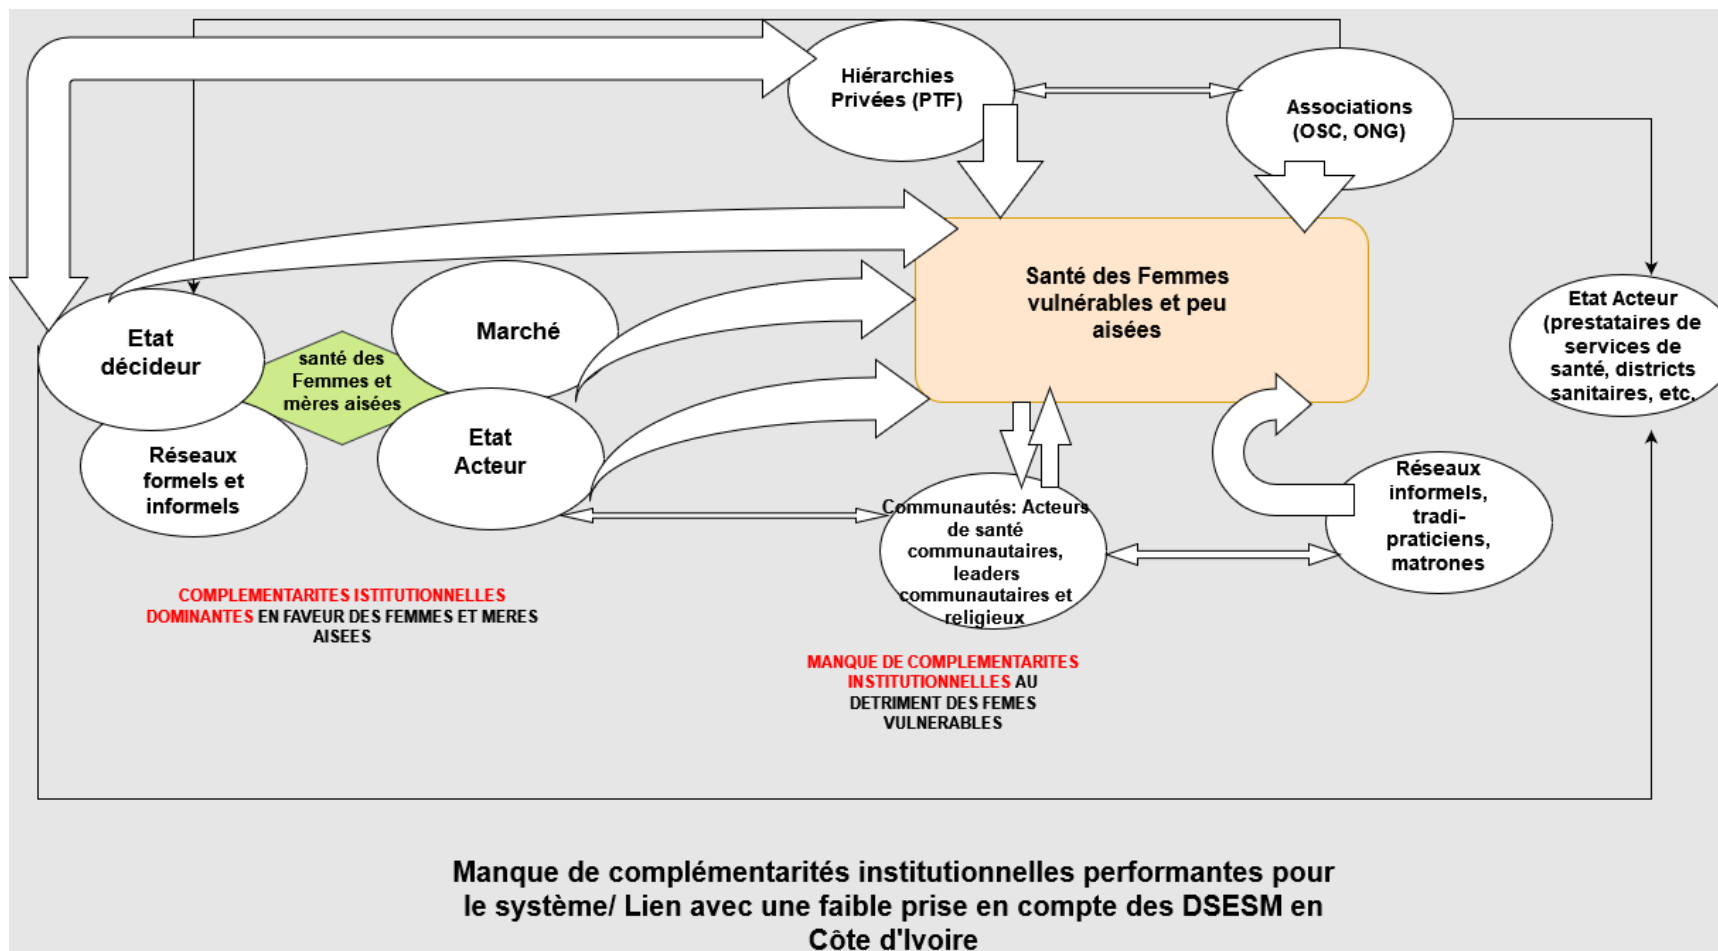 Hiérarchies
Privées (PTF)
Associations
(OSC, ONG)
Santé des Femmes
vulnérables et peu
aisées
Etat Acteur
(prestataires de
services de
santé, districts
sanitaires, etc.
Etat
décideur
santé des
Femmes et
mères aisées
Marché
Etat
Acteur
Réseaux
formels et
informels
Communautés: Acteurs
de santé
communautaires,
leaders
communautaires et
religieux
Réseaux
informels,
tradi-
praticiens,
matrones
COMPLEMENTARITES ISTITUTIONNELLES
DOMINANTES EN FAVEUR DES FEMMES ET MERES
AISEES
MANQUE DE COMPLEMENTARITES
INSTITUTIONNELLES AU
DETRIMENT DES FEMES
VULNERABLES
Manque de complémentarités institutionnelles performantes pour
le système/ Lien avec une faible prise en compte des DSESM en
Côte d'Ivoire